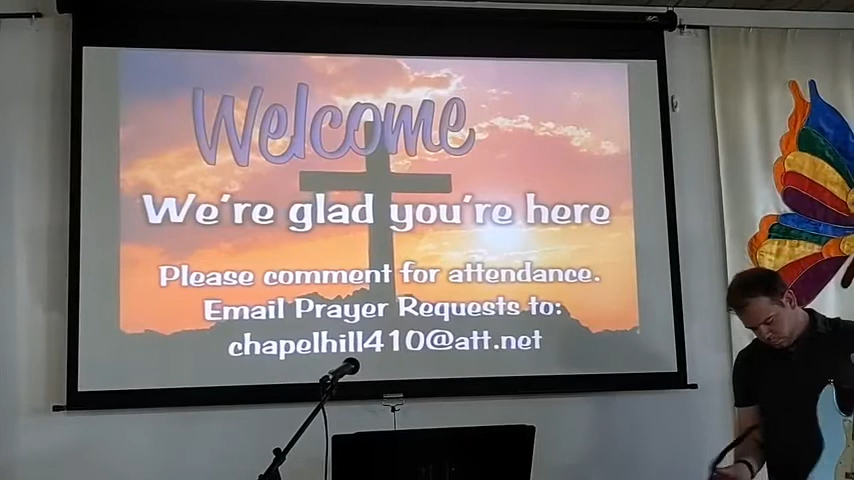 Welcome
We're glad you're here
Please comment for attendance.
Email Prayer Requests to:
chapelhill410@att.net